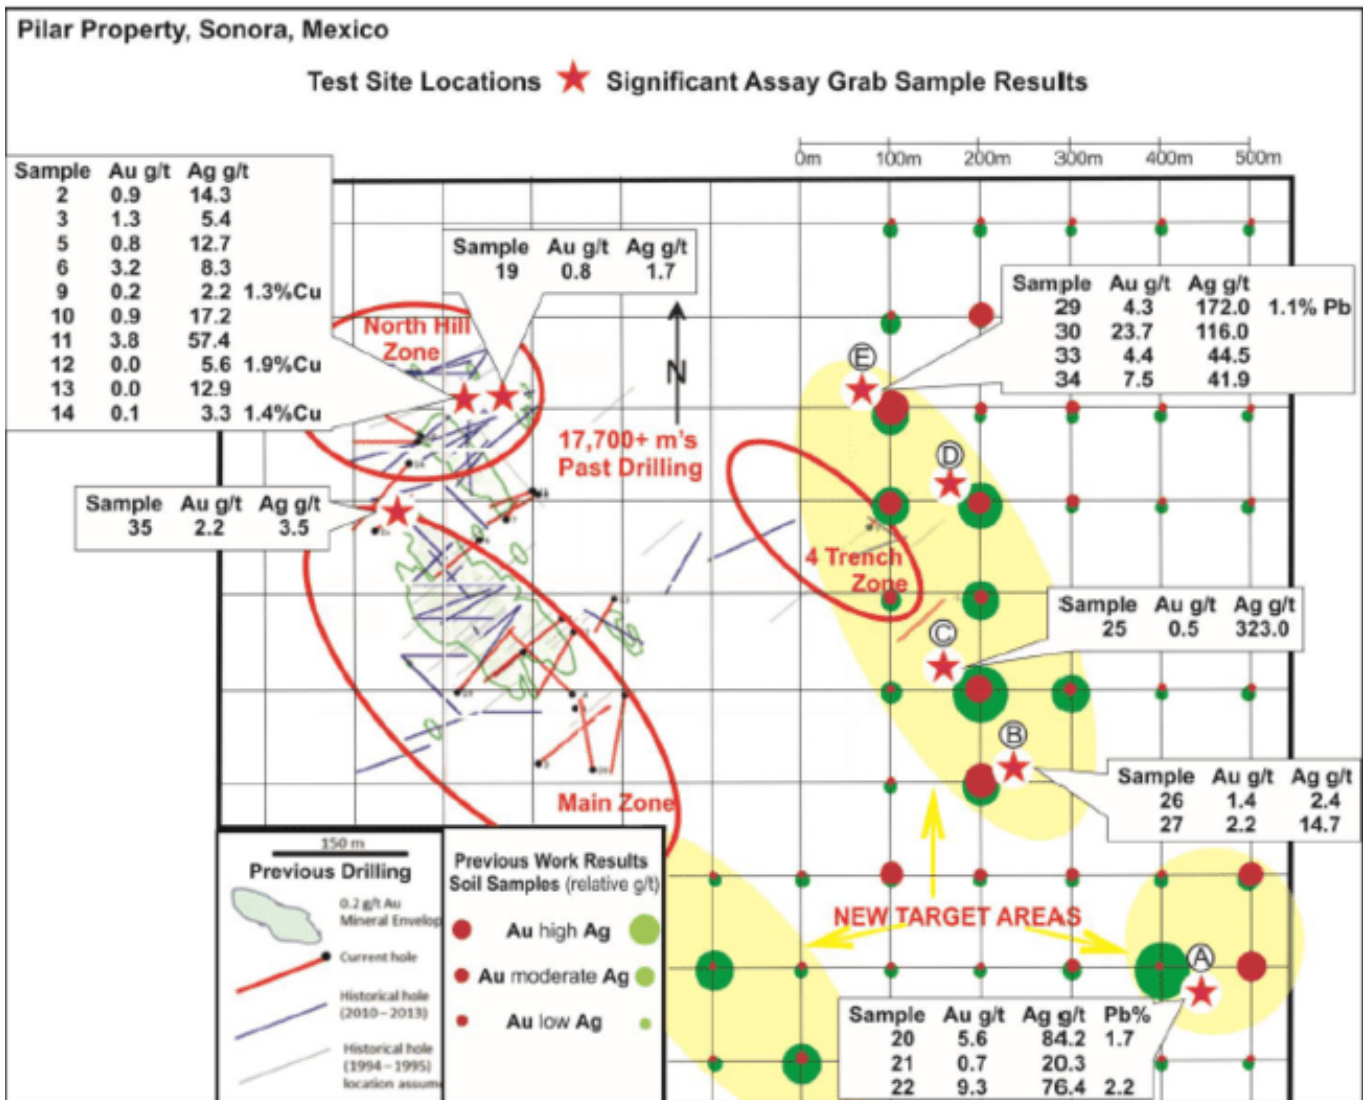 Pilar Property, Sonora, Mexico
Test Site Locations ★ Significant Assay Grab Sample Results
0m 100m 200m 300m 400m 500m
Sample Au g/t Ag g/t
2 0.9 14.3
3 1.3 5.4
5 0.8 12.7
6 3.2 8.3
9 0.2 2.2 1.3%Cu
10 0.9 17.2
11 3.8 57.4
12 0.0 5.6 1.9%Cu
13 0.0 12.9
14 0.1 3.3 1.4%Cu
Sample Au g/t Ag g/t
19 0.8 1.7
Sample Au g/t Ag g/t
29 4.3 172.0 1.1% Pb
30 23.7 116.0
33 4.4 44.5
34 7.5 41.9
North Hill
Zone
N
E
17,700+ m's
Past Drilling
D
Sample Au g/t Ag g/t
35 2.2 3.5
4 Trench
Zone
Sample Au g/t Ag g/t
25 0.5 323.0
C
B
Sample Au g/t Ag g/t
26 1.4 2.4
27 2.2 14.7
Main Zone
150 m
Previous Drilling
0.2 g/t Au
Mineral Envelop
Current hole
Historical hole
(2010–2013)
Historical hole
(1994–1995)
location assum
Previous Work Results
Soil Samples (relative g/t)
Au high Ag
Au moderate Ag
Au low Ag
NEW TARGET AREAS
A
Sample Au g/t Ag g/t Pb%
20 5.6 84.2 1.7
21 0.7 20.3
22 9.3 76.4 2.2